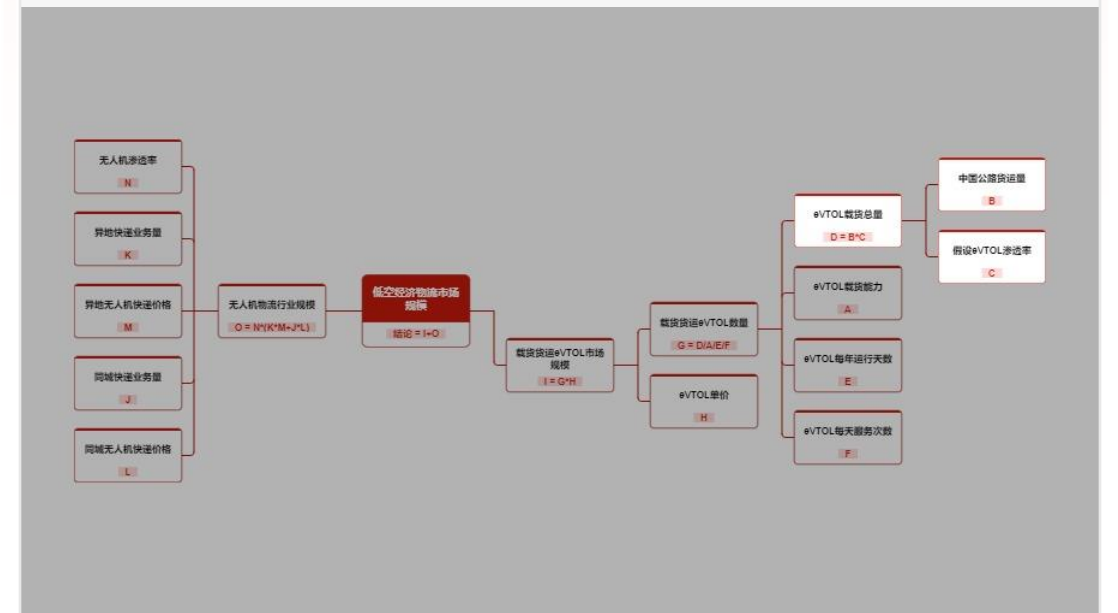 无人机渗透率
N
异地快递业务量
K
异地无人机快递价格
M
同城快递业务量
J
同城无人机快递价格
L
无人机物流行业规模
O = N*(K*M+J*L)
低空经济物流市场
规模
结论 = I+O
载货货运eVTOL市场
规模
I = G*H
载货货运eVTOL数量
G = D/A/E/F
eVTOL单价
H
eVTOL载货总量
D = B*C
eVTOL载货能力
A
eVTOL每年运行天数
E
eVTOL每天服务次数
F
中国公路货运量
B
假设eVTOL渗透率
C